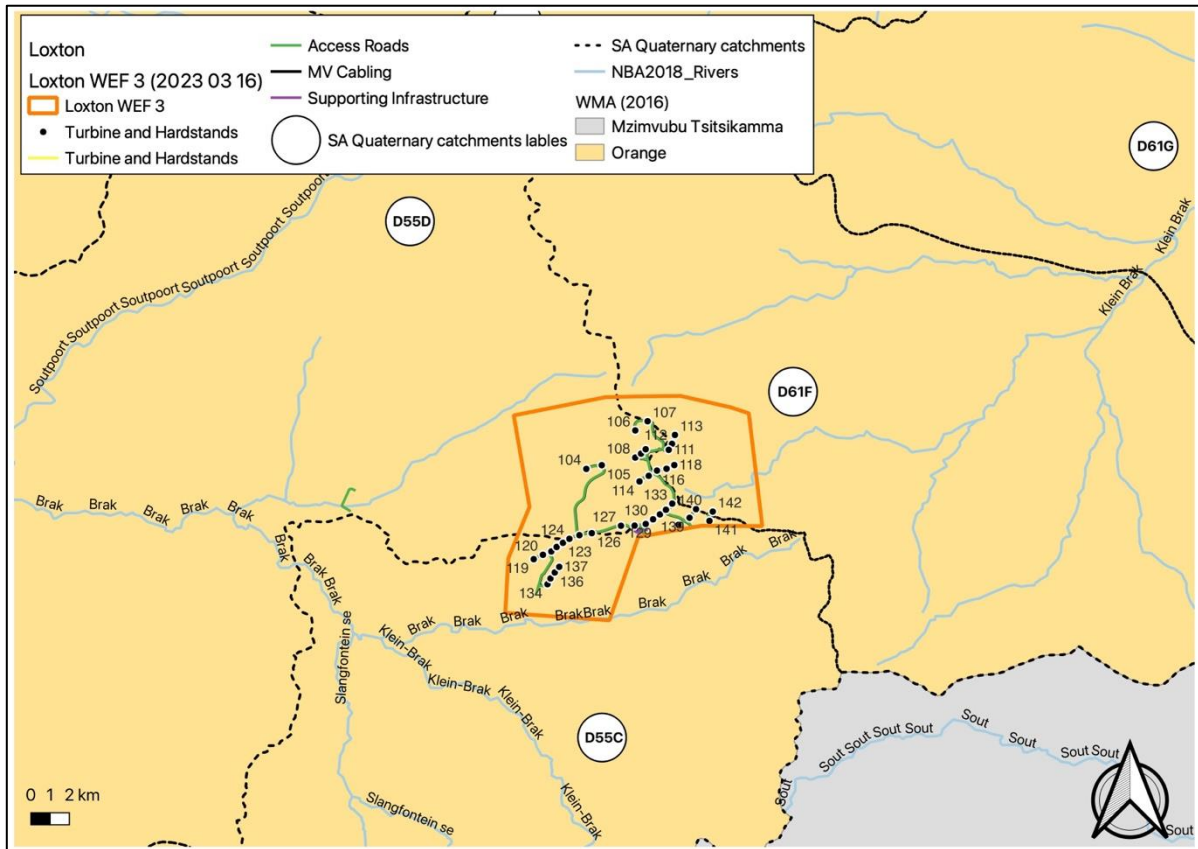 Loxton
Loxton WEF 3 (2023 03 16)
Loxton WEF 3
Turbine and Hardstands
Turbine and Hardstands
Access Roads
MV Cabling
Supporting Infrastructure
SA Quaternary catchments lables
SA Quaternary catchments
NBA2018_Rivers
WMA (2016)
Mzimvubu Tsitsikamma
Orange
D61G
D55D
Soutpoort Soutpoort Soutpoort Soutpoort Soutpoort Soutpoort Soutpoort
Klein Brak
Klein Brak
D61F
107
106
113
112
108
111
104
105
118
116
114
133
140
142
130
127
129
139
141
124
126
123
120
119
137
136
134
Brak Brak Brak Brak Brak
Brak
Brak Brak
Brak
Brak
Brak
Brak
BrakBrak
Brak
Brak
Brak
Slangfontein se
Klein-Brak
Klein-Brak
Klein-Brak
Klein-Brak
Slangfontein se
D55C
Sout
Sout Sout Sout Sout
Sout
Sout
Sout Sout
Sout
0 1 2 km